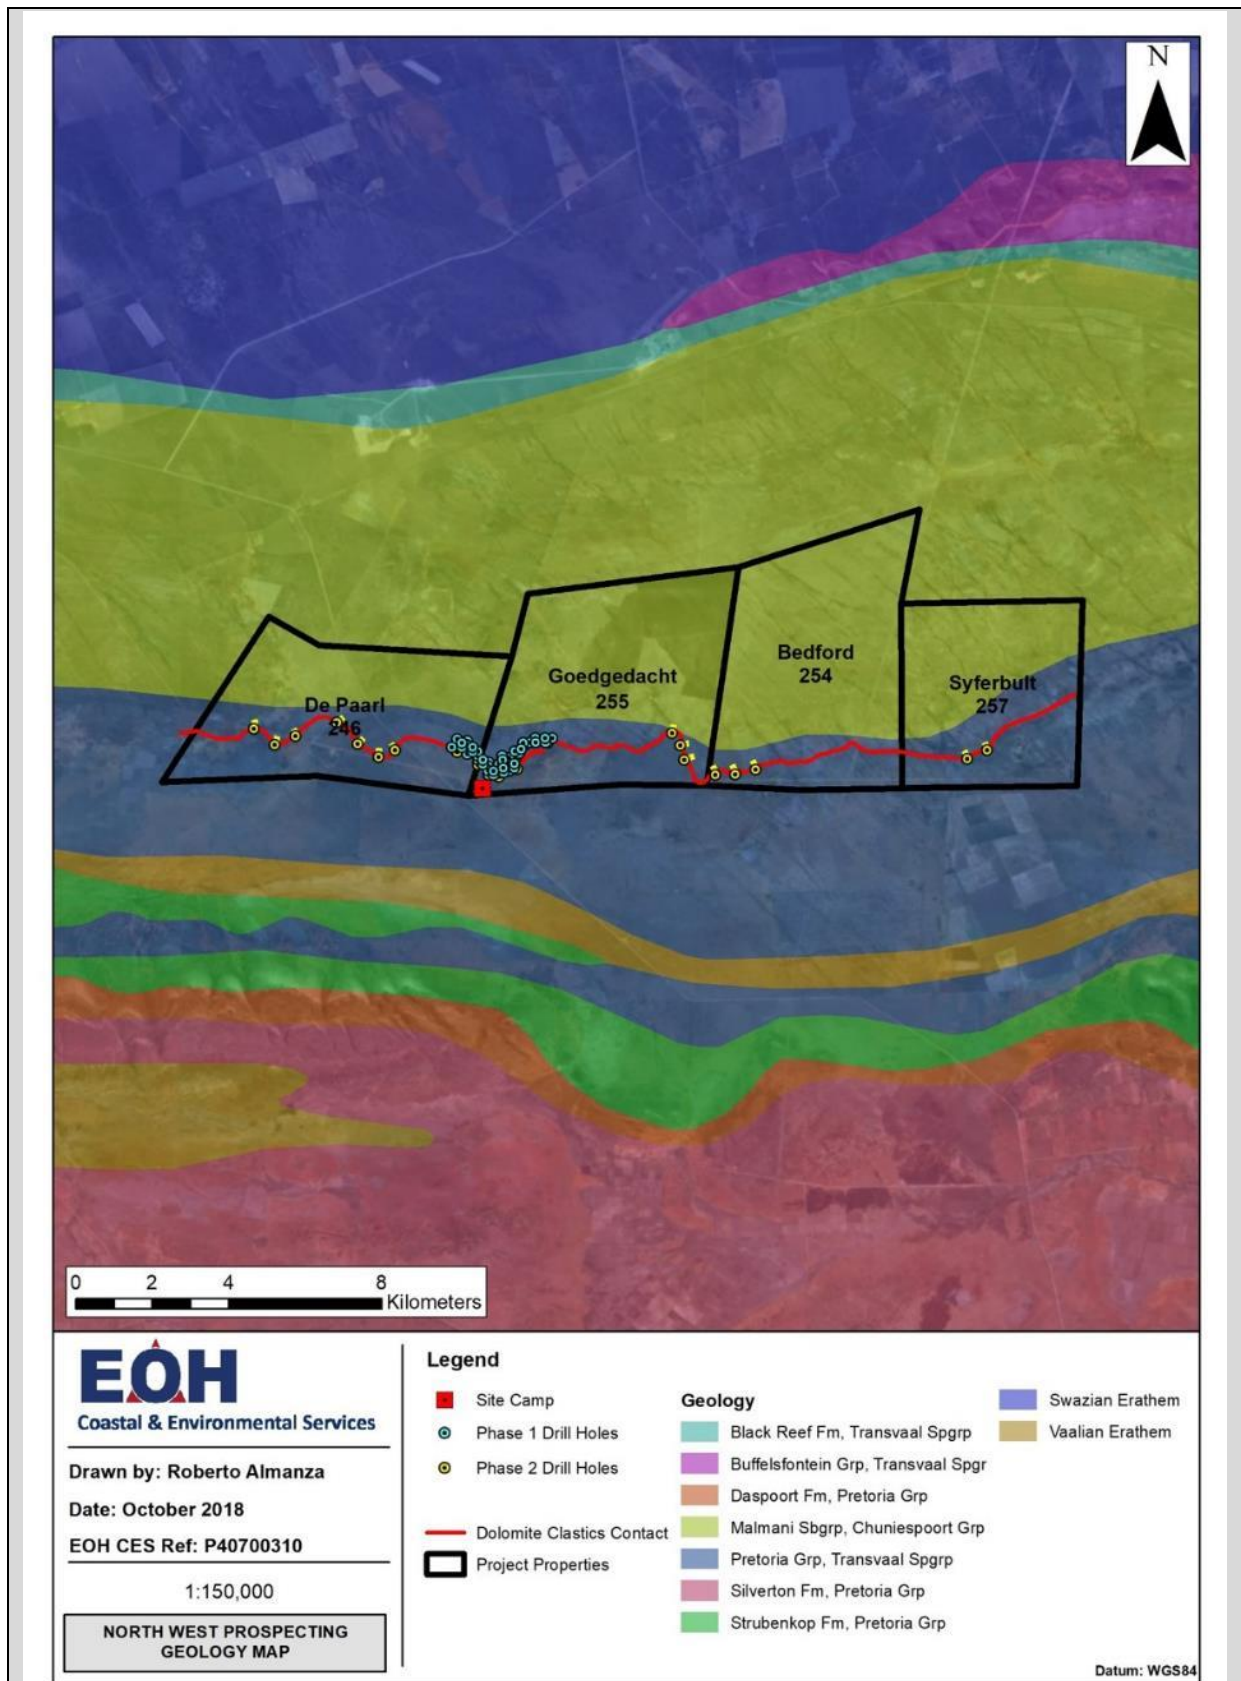 N
Goedgedacht
255
Bedford
254
De Paarl
246
Syferbult
257
0 2 4 8
Kilometers
EOH
Coastal & Environmental Services
Drawn by: Roberto Almanza
Date: October 2018
EOH CES Ref: P40700310
1:150,000
NORTH WEST PROSPECTING
GEOLOGY MAP
Legend
Site Camp
Phase 1 Drill Holes
Phase 2 Drill Holes
Dolomite Clastics Contact
Project Properties
Geology
Black Reef Fm, Transvaal Spgrp
Buffelsfontein Grp, Transvaal Spgr
Daspoort Fm, Pretoria Grp
Malmani Sbgrp, Chuniespoort Grp
Pretoria Grp, Transvaal Spgrp
Silverton Fm, Pretoria Grp
Strubenkop Fm, Pretoria Grp
Swazian Erathem
Vaalian Erathem
Datum: WGS84